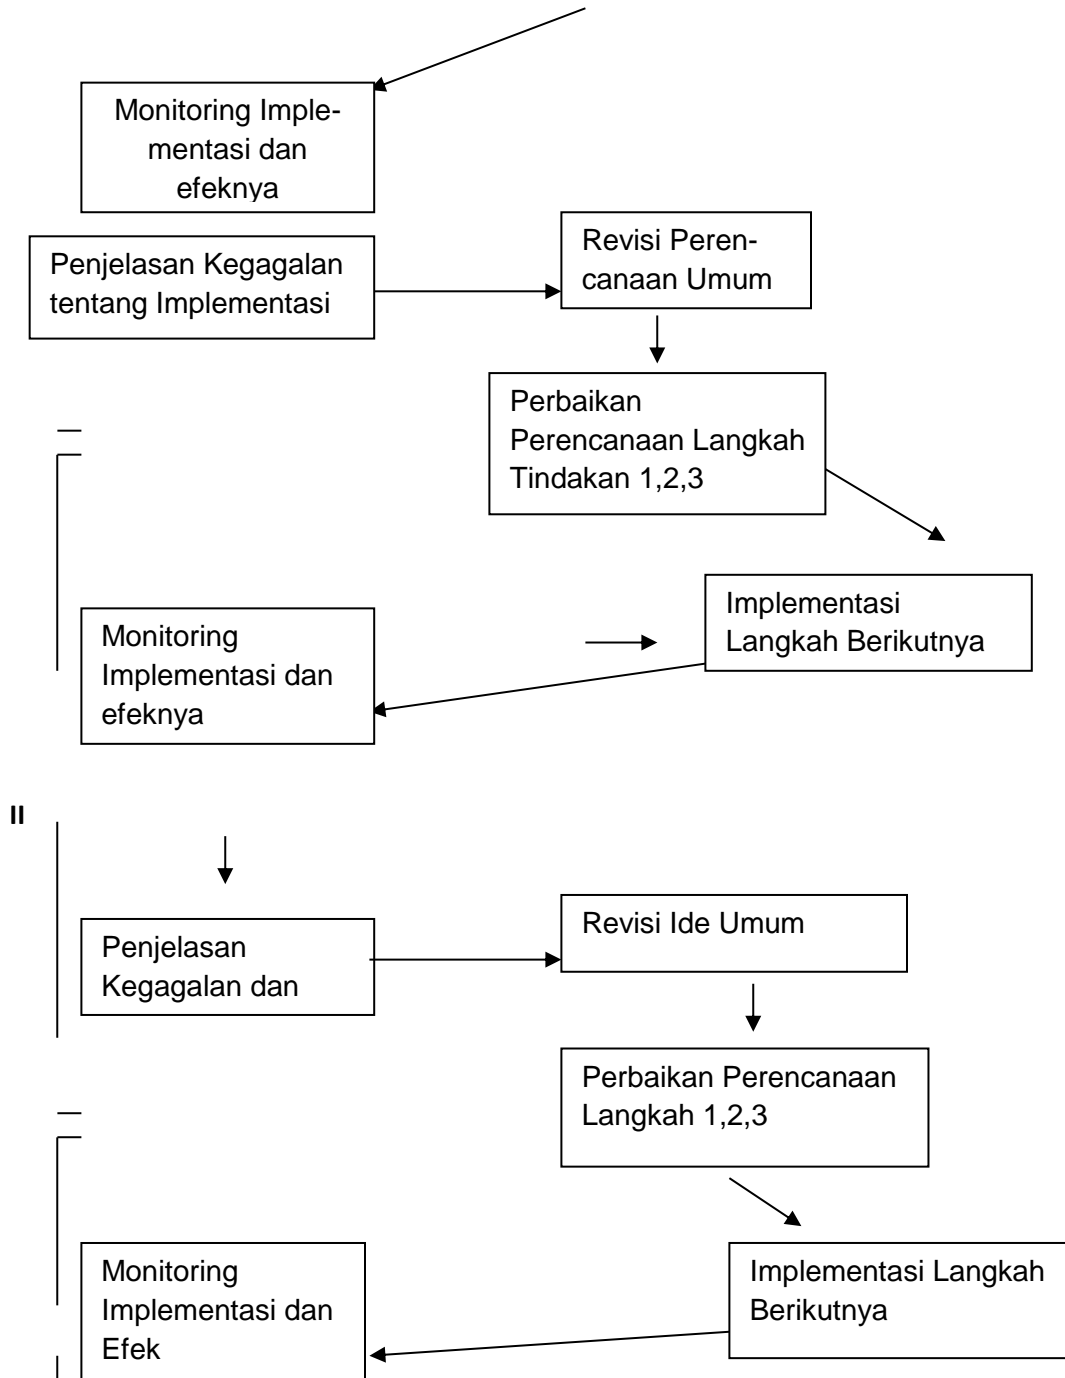 Monitoring Imple-
mentasi dan
efeknya
Penjelasan Kegagalan
tentang Implementasi
Revisi Peren-
canaan Umum
Perbaikan
Perencanaan Langkah
Tindakan 1,2,3
Implementasi
Langkah Berikutnya
Monitoring
Implementasi dan
efeknya
II
Penjelasan
Kegagalan dan
Revisi Ide Umum
Perbaikan Perencanaan
Langkah 1,2,3
Implementasi Langkah
Berikutnya
Monitoring
Implementasi dan
Efek